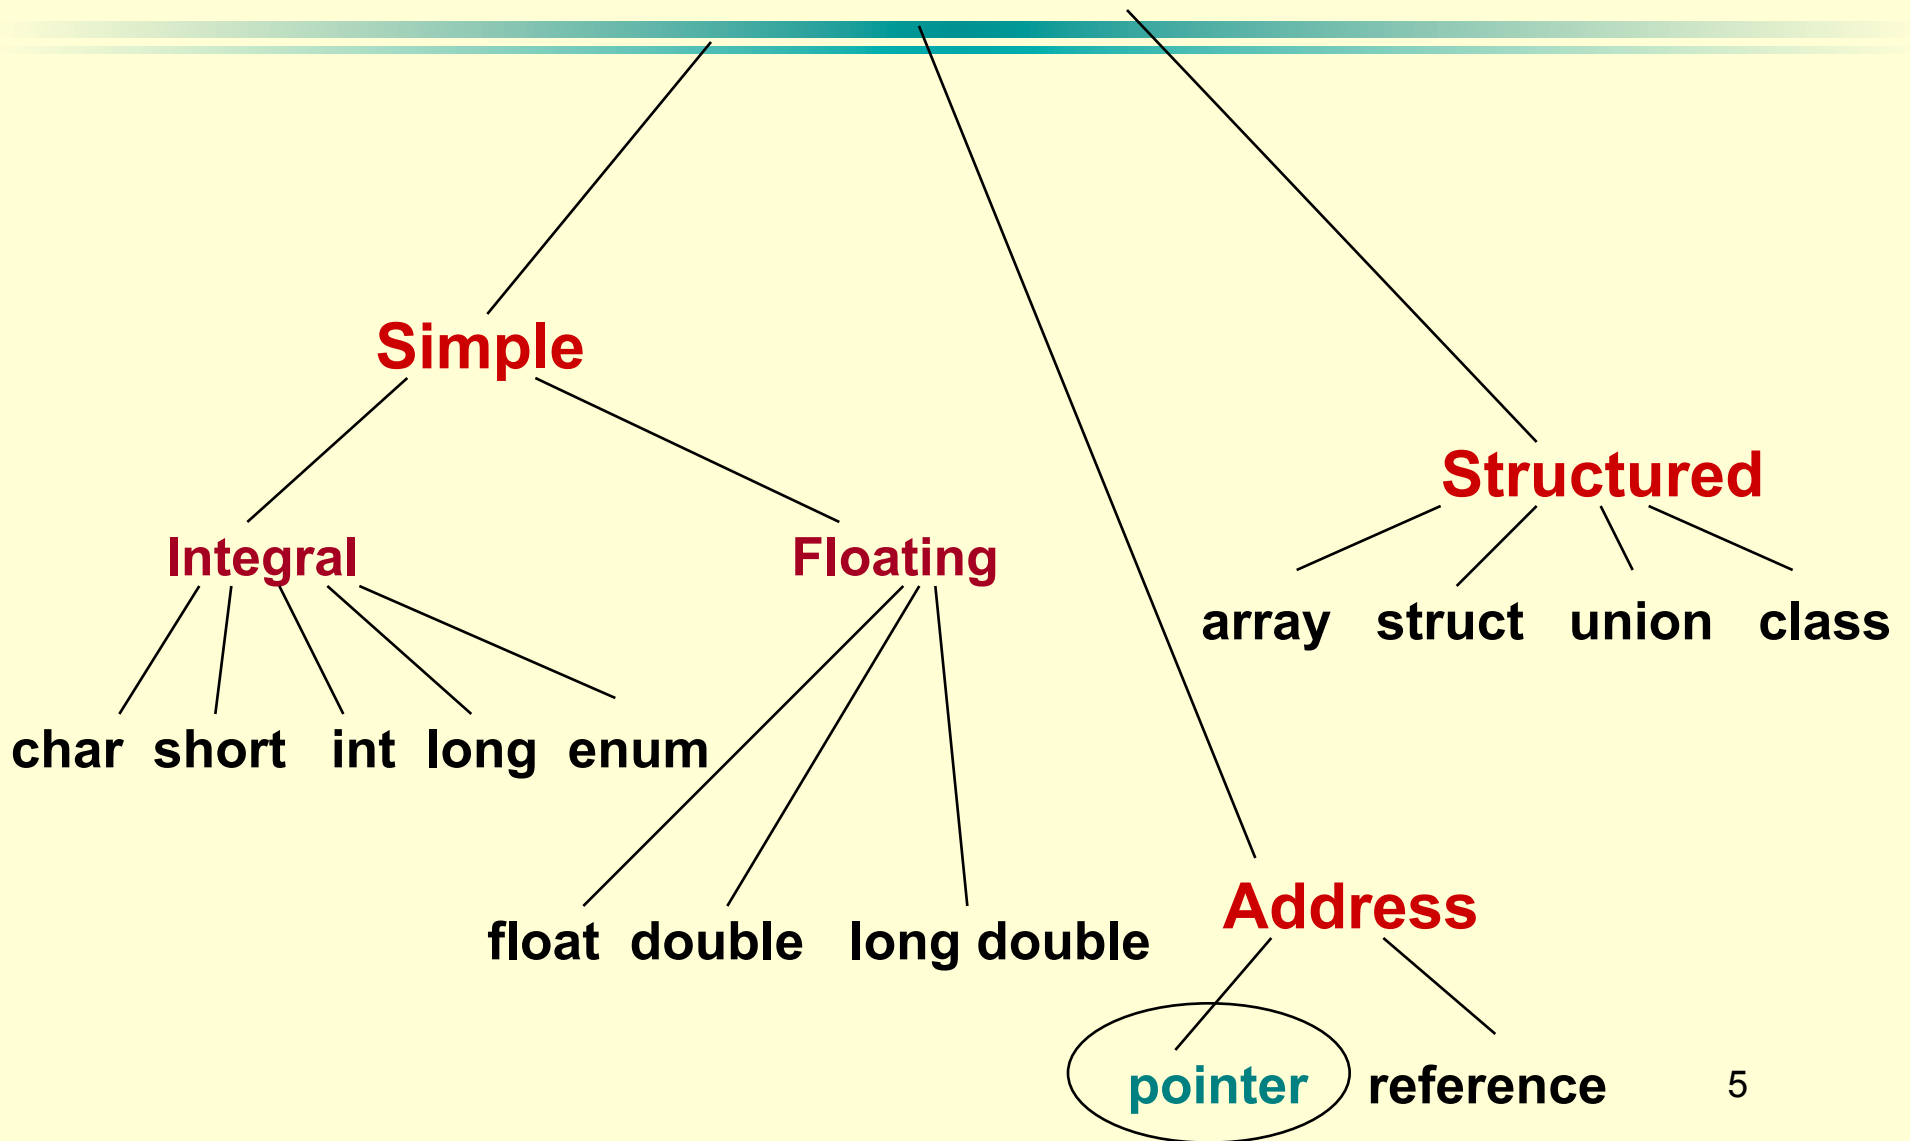 Simple
Structured
Integral
Floating
array struct union class
char short int long enum
Address
float double long double
pointer reference
5